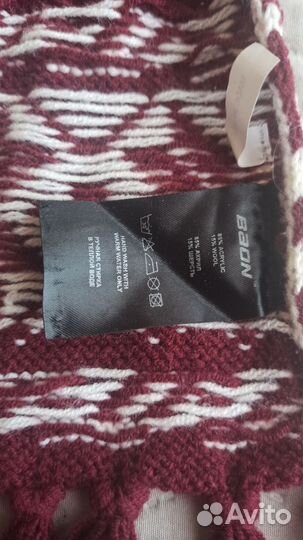 BAON
85% ACRYLIC
15% WOOL
85% АКРИЛ
15% ШЕРСТЬ
HAND WASH WITH
WARM WATER ONLY
РУЧНАЯ СТИРКА
В ТЕПЛОЙ ВОДЕ
Avito